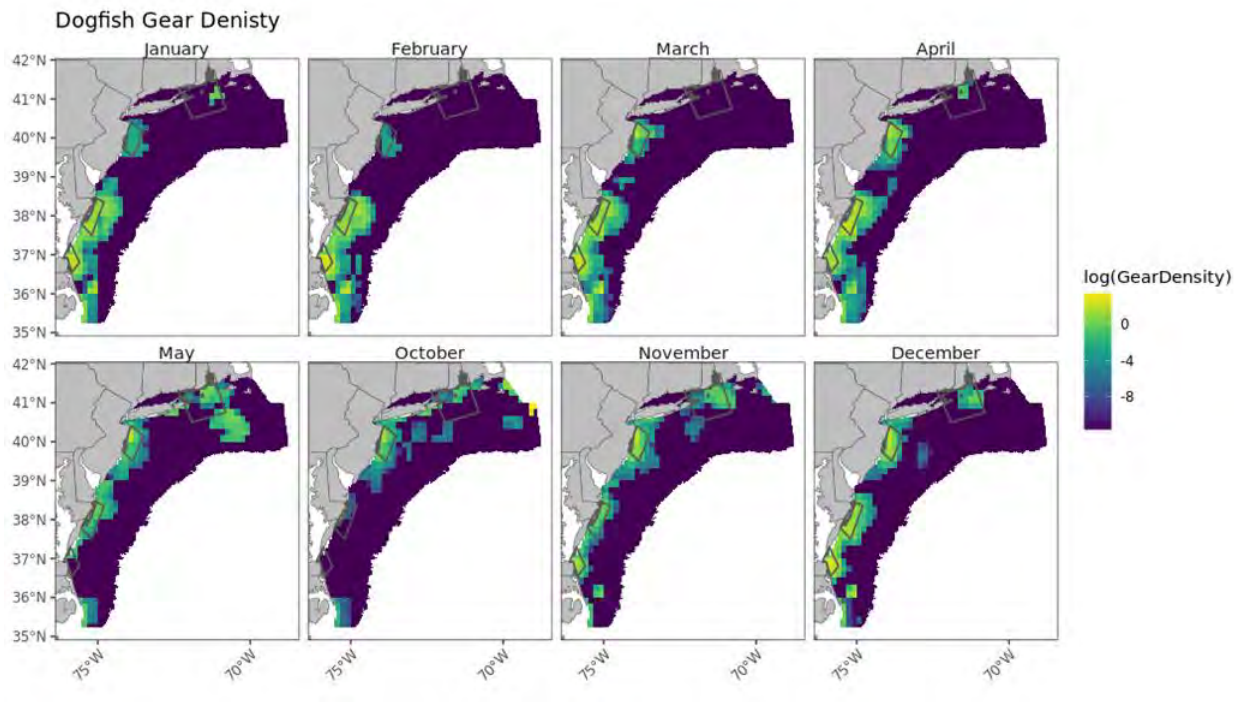 Dogfish Gear Denisty
January February March April
42°N
41°N
40°N
39°N
38°N
37°N
36°N
35°N
log(GearDensity)
0
-4
-8
May October November December
42°N
41°N
40°N
39°N
38°N
37°N
36°N
35°N
75°W 70°W 75°W 70°W 75°W 70°W 75°W 70°W